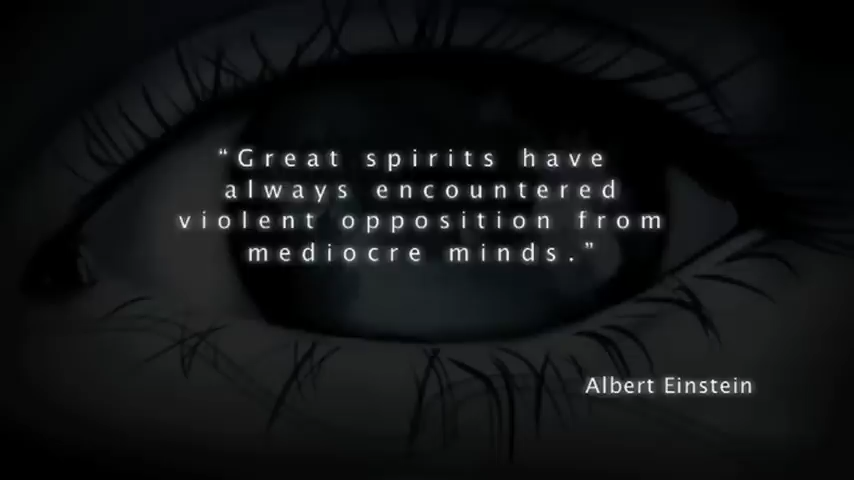 “Great spirits have
always encountered
violent opposition from
mediocre minds.”
Albert Einstein